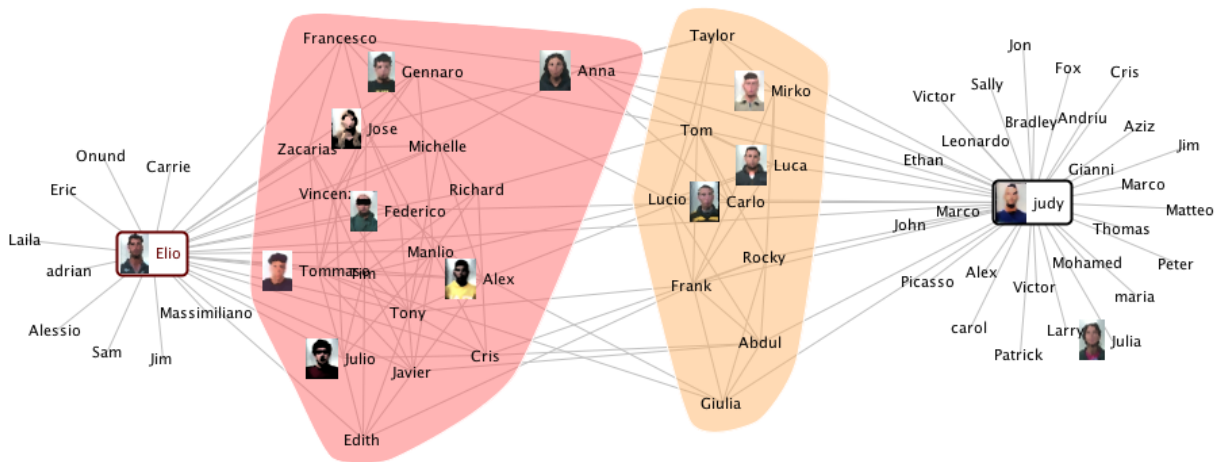 Francesco
Gennaro
Anna
Jose
Zacarias
Michelle
Vincenz
Richard
Federico
Manlio
Tommaso
Tim
Alex
Tony
Julio
Cris
Javier
Edith
Onund
Carrie
Eric
Laila
Elio
adrian
Massimiliano
Alessio
Sam
Jim
Taylor
Mirko
Tom
Luca
Lucio
Carlo
Rocky
Frank
Abdul
Giulia
Jon
Fox
Cris
Sally
Victor
Bradley
Andriu
Aziz
Leonardo
Jim
Ethan
Gianni
Marco
judy
Marco
Matteo
John
Thomas
Mohamed
Peter
Alex
Picasso
Victor
maria
carol
Larry
Julia
Patrick